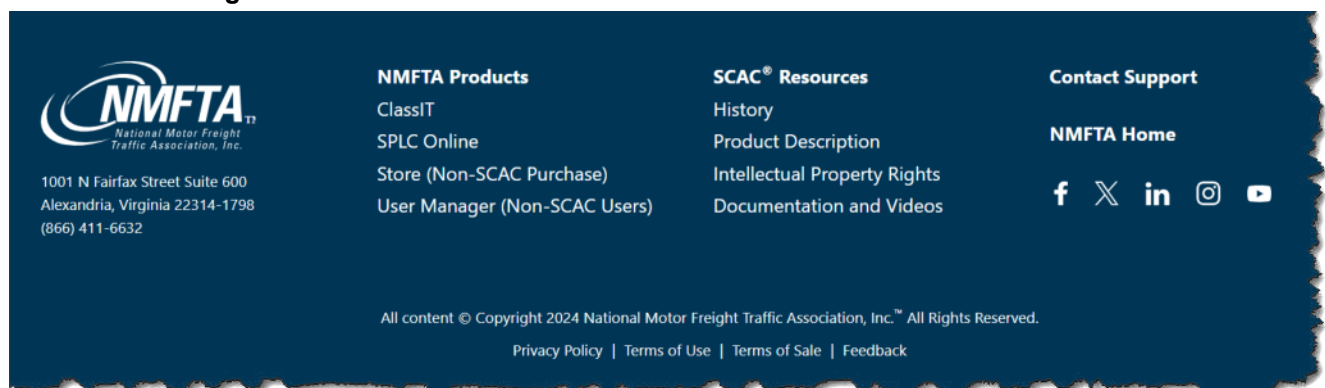 NMFTA
National Motor Freight
Traffic Association, Inc.
1001 N Fairfax Street Suite 600
Alexandria, Virginia 22314-1798
(866) 411-6632
NMFTA Products
ClassIT
SPLC Online
Store (Non-SCAC Purchase)
User Manager (Non-SCAC Users)
SCAC® Resources
History
Product Description
Intellectual Property Rights
Documentation and Videos
Contact Support
NMFTA Home
All content © Copyright 2024 National Motor Freight Traffic Association, Inc.™ All Rights Reserved.
Privacy Policy | Terms of Use | Terms of Sale | Feedback